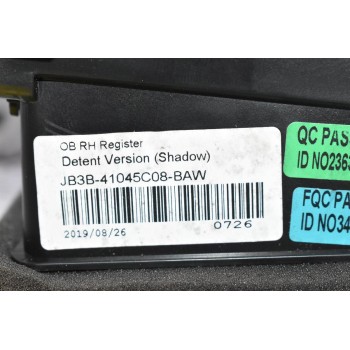 OB RH Register
Detent Version (Shadow)
JB3B-41045C08-BAW
2019/08/26
0726
QC PAS
ID NO236
FQC PA
ID NO34